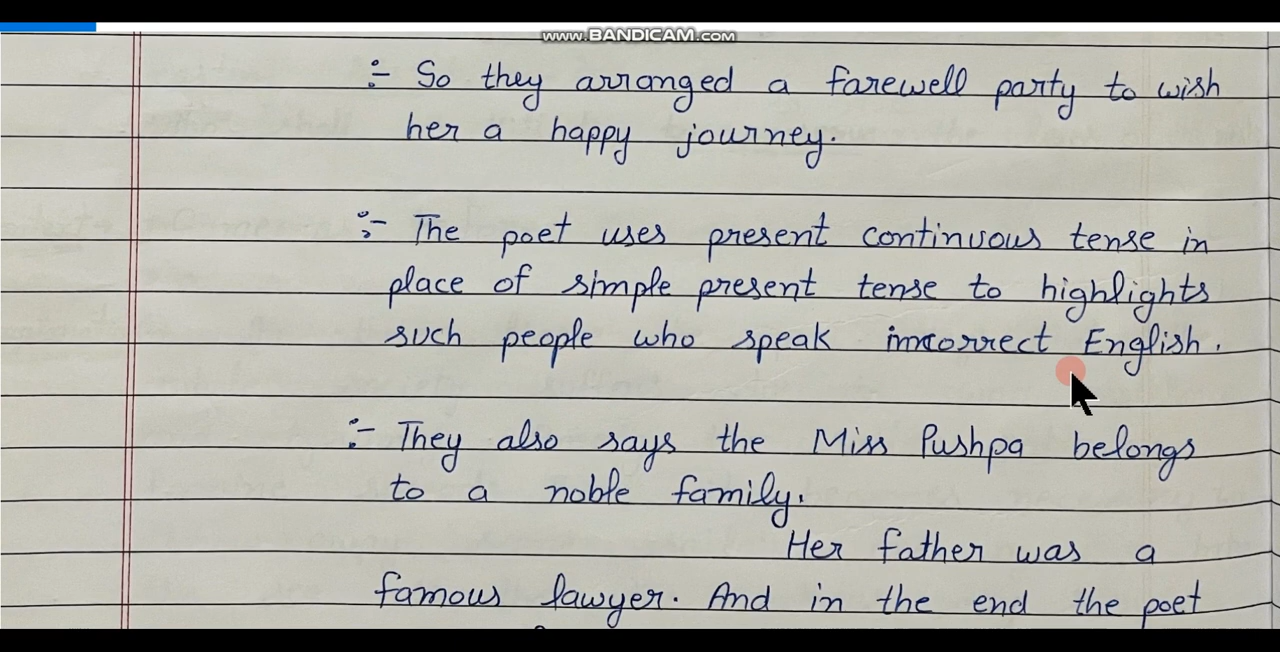 www.BANDICAM.com
:- So they arranged a farewell party to wish
her a happy journey.
:- The poet uses present continuous tense in
place of simple present tense to highlights
such people who speak incorrect English.
:- They also says the Miss Pushpa belongs
to a noble family.
Her father was a
famous lawyer. And in the end the poet